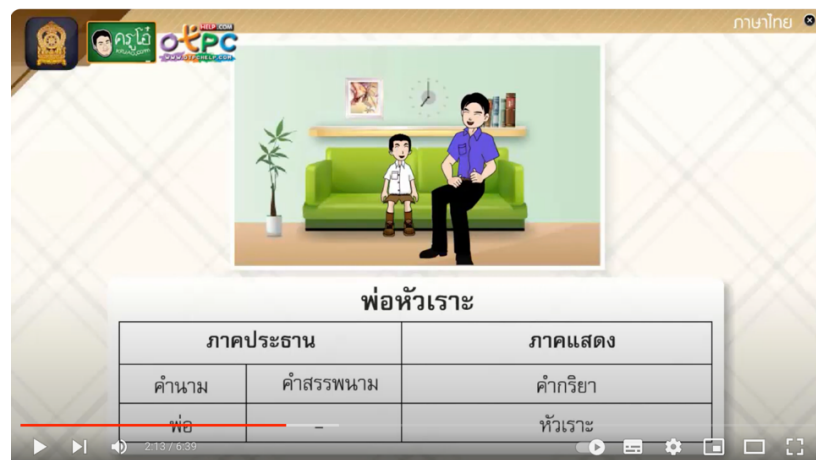 ภาษาไทย
ครูโอ๋
OTPC
HELP.COM
WWW.OTPCHELP.COM
พ่อหัวเราะ
ภาคประธาน ภาคแสดง
คำนาม คำสรรพนาม คำกริยา
พ่อ – หัวเราะ
2:13 / 6:39